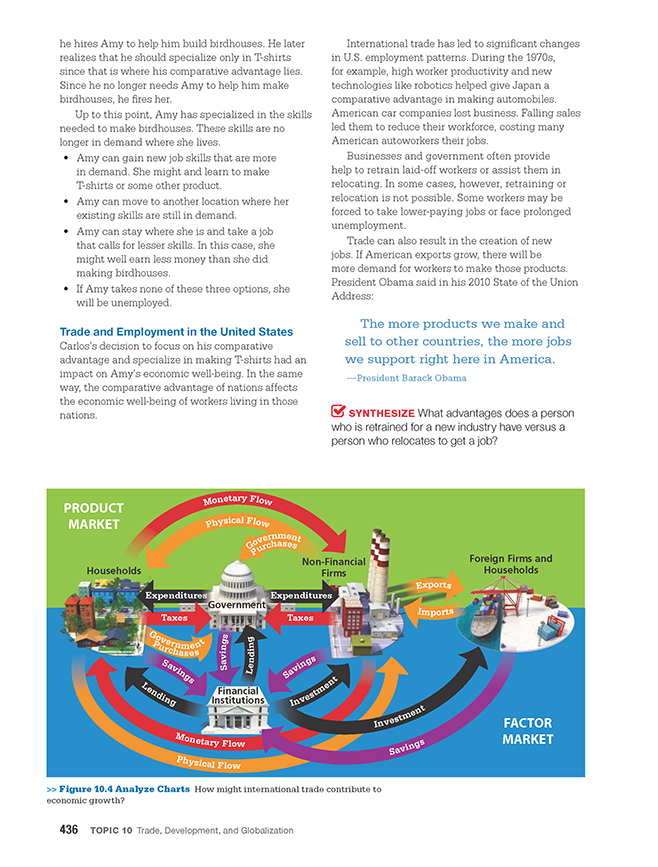 he hires Amy to help him build birdhouses. He later
realizes that he should specialize only in T-shirts
since that is where his comparative advantage lies.
Since he no longer needs Amy to help him make
birdhouses, he fires her.
Up to this point, Amy has specialized in the skills
needed to make birdhouses. These skills are no
longer in demand where she lives.
• Amy can gain new job skills that are more
in demand. She might and learn to make
T-shirts or some other product.
• Amy can move to another location where her
existing skills are still in demand.
• Amy can stay where she is and take a job
that calls for lesser skills. In this case, she
might well earn less money than she did
making birdhouses.
• If Amy takes none of these three options, she
will be unemployed.
Trade and Employment in the United States
Carlos's decision to focus on his comparative
advantage and specialize in making T-shirts had an
impact on Amy's economic well-being. In the same
way, the comparative advantage of nations affects
the economic well-being of workers living in those
nations.
International trade has led to significant changes
in U.S. employment patterns. During the 1970s,
for example, high worker productivity and new
technologies like robotics helped give Japan a
comparative advantage in making automobiles.
American car companies lost business. Falling sales
led them to reduce their workforce, costing many
American autoworkers their jobs.
Businesses and government often provide
help to retrain laid-off workers or assist them in
relocating. In some cases, however, retraining or
relocation is not possible. Some workers may be
forced to take lower-paying jobs or face prolonged
unemployment.
Trade can also result in the creation of new
jobs. If American exports grow, there will be
more demand for workers to make those products.
President Obama said in his 2010 State of the Union
Address:
The more products we make and
sell to other countries, the more jobs
we support right here in America.
—President Barack Obama
SYNTHESIZE What advantages does a person
who is retrained for a new industry have versus a
person who relocates to get a job?
PRODUCT
MARKET
Monetary Flow
Physical Flow
Government
Purchases
Households
Non-Financial
Firms
Foreign Firms and
Households
Exports
Imports
Expenditures
Government
Expenditures
Taxes
Taxes
Government
Purchases
Savings
Lending
Savings
Savings
Lending
Financial
Institutions
Investment
Investment
Savings
Monetary Flow
Physical Flow
FACTOR
MARKET
>> Figure 10.4 Analyze Charts How might international trade contribute to
economic growth?
436 TOPIC 10 Trade, Development, and Globalization